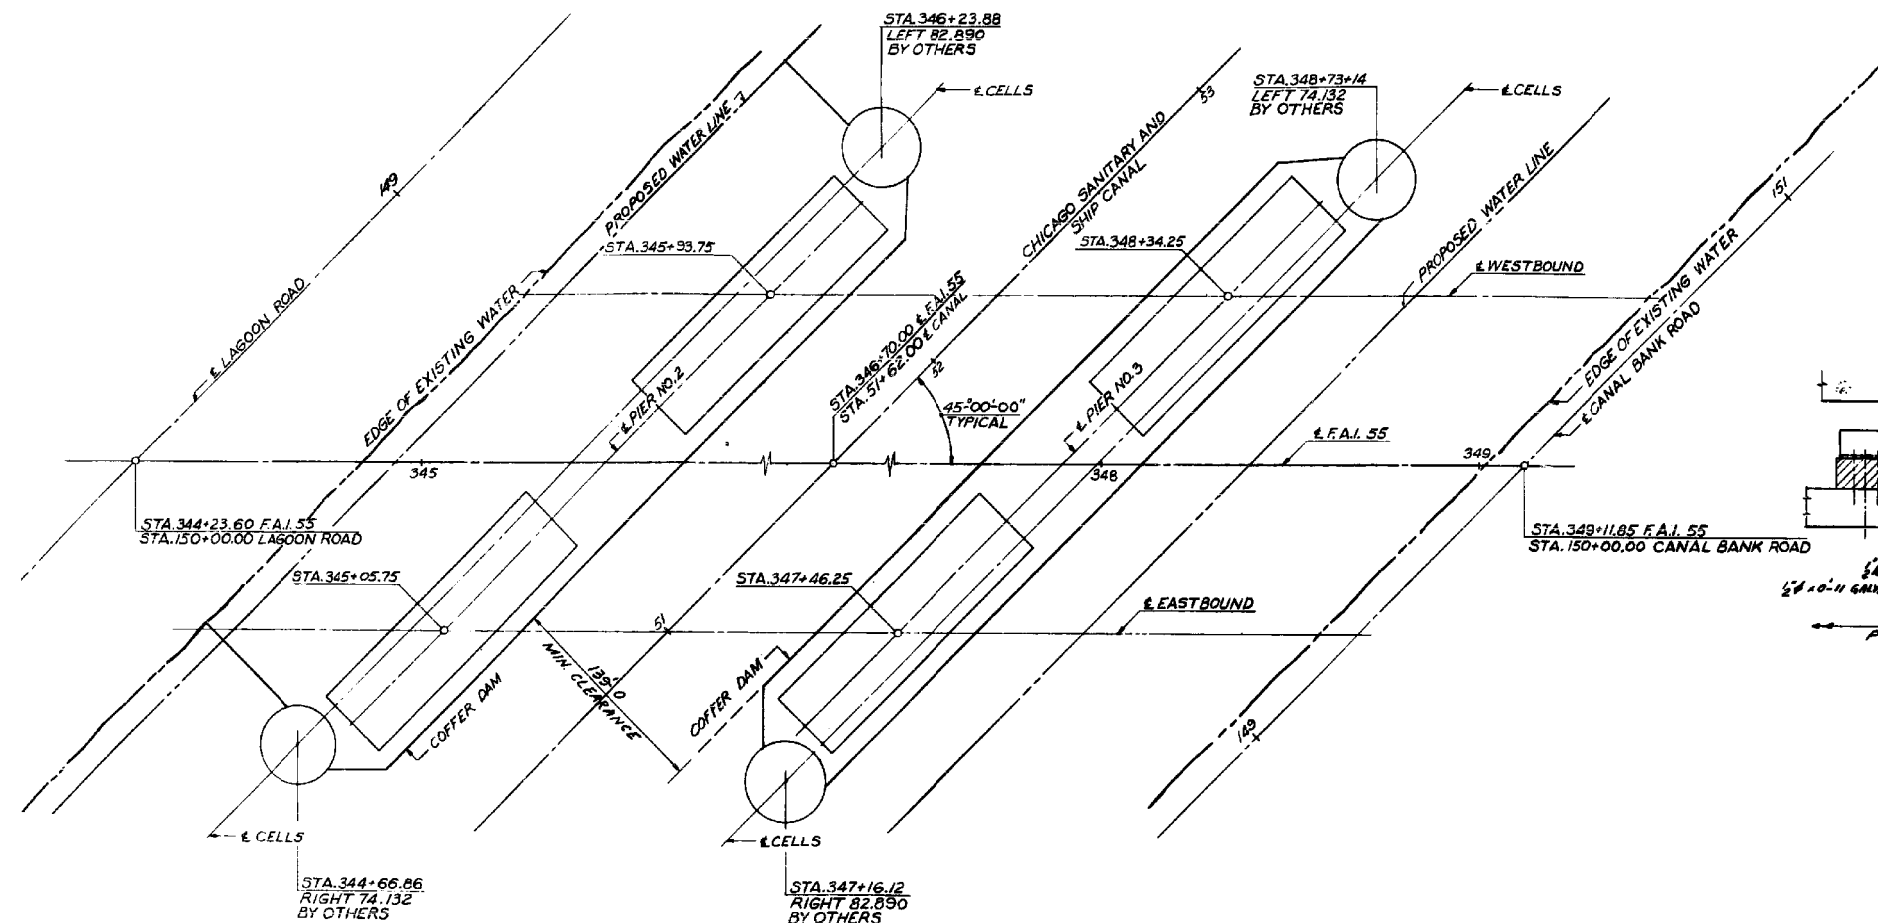 STA.346+23.88
LEFT 82.890
BY OTHERS
℄ CELLS
STA.348+73+14
LEFT 74.132
BY OTHERS
℄ CELLS
53
149
PROPOSED WATER LINE
CHICAGO SANITARY AND
SHIP CANAL
PROPOSED WATER LINE
151
STA.345+93.75
STA.348+34.25
℄ WESTBOUND
℄ LAGOON ROAD
EDGE OF EXISTING WATER
STA.346+70.00 ℄ F.A.I.55
STA. 51+62.00 ℄ CANAL
52
EDGE OF EXISTING WATER
℄ CANAL BANK ROAD
℄ PIER NO.2
45°00'-00"
TYPICAL
℄ PIER NO.3
℄ F.A.I. 55
345
348
349
STA.344+23.60 F.A.I. 55
STA.150+00.00 LAGOON ROAD
STA.349+11.85 F.A.I. 55
STA.150+00.00 CANAL BANK ROAD
STA.345+05.75
STA.347+46.25
℄ EASTBOUND
51
139'-0
MIN. CLEARANCE
COFFER DAM
COFFER DAM
149
℄ CELLS
℄ CELLS
STA.344+66.86
RIGHT 74.132
BY OTHERS
STA.347+16.12
RIGHT 82.890
BY OTHERS